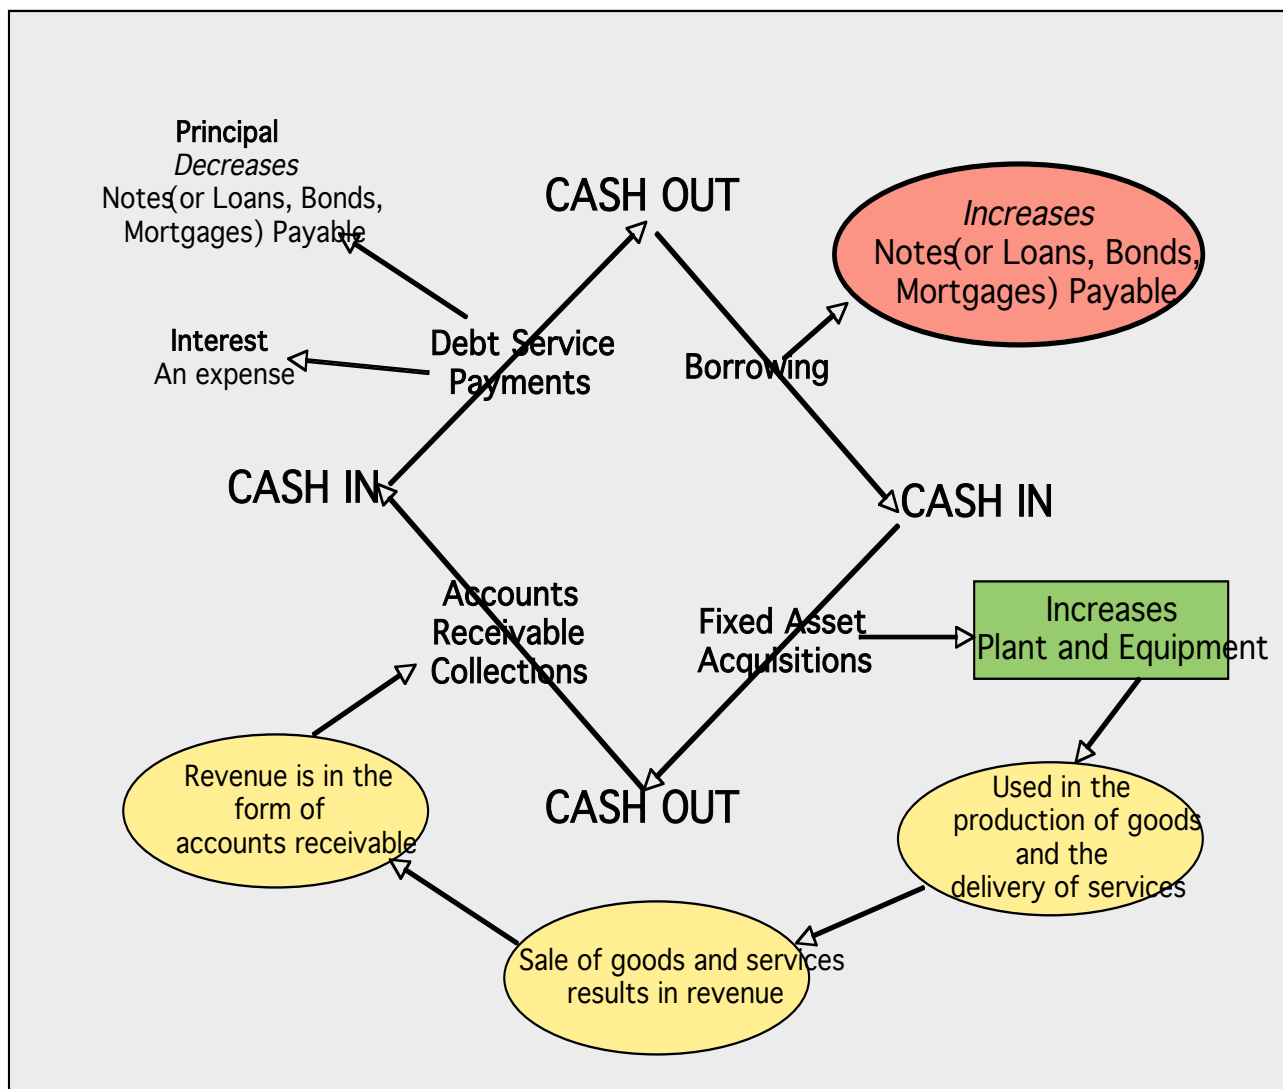 Principal
Decreases
Notes(or Loans, Bonds,
Mortgages) Payable
CASH OUT
Increases
Notes(or Loans, Bonds,
Mortgages) Payable
Interest
An expense
Debt Service
Payments
Borrowing
CASH IN
CASH IN
Accounts
Receivable
Collections
Fixed Asset
Acquisitions
Increases
Plant and Equipment
CASH OUT
Revenue is in the
form of
accounts receivable
Used in the
production of goods
and the
delivery of services
Sale of goods and services
results in revenue